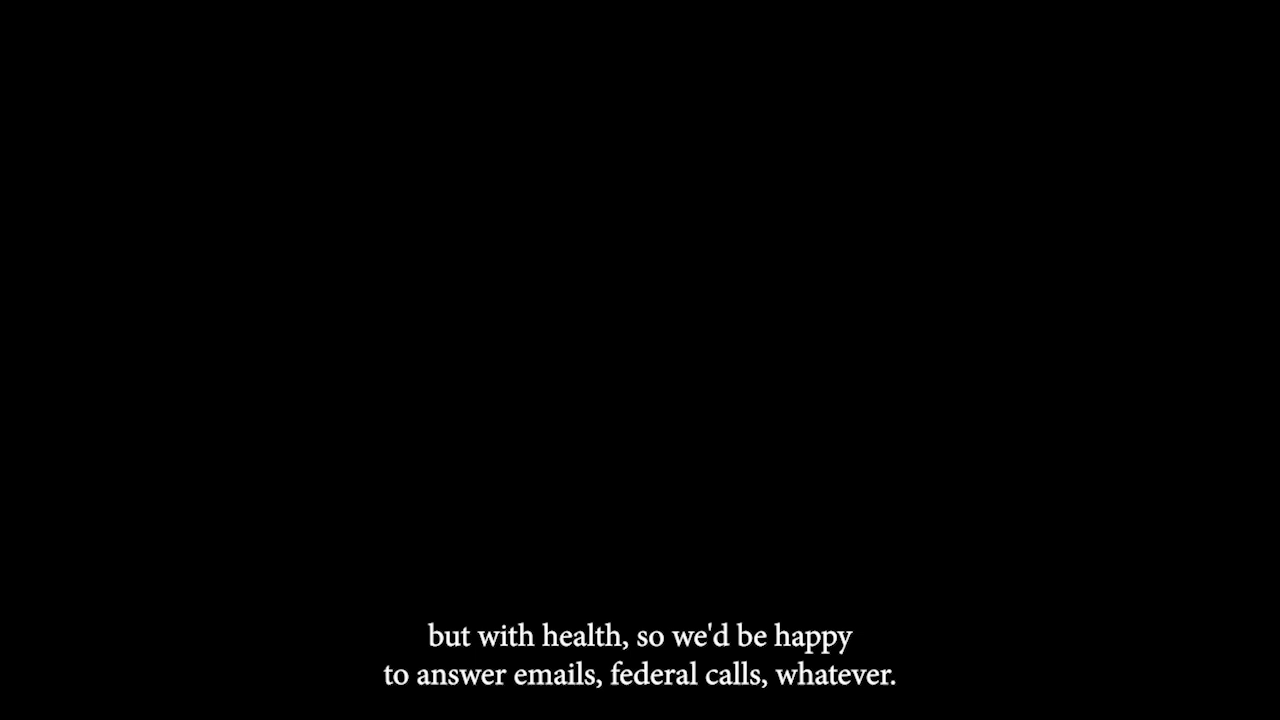 but with health, so we'd be happy
to answer emails, federal calls, whatever.